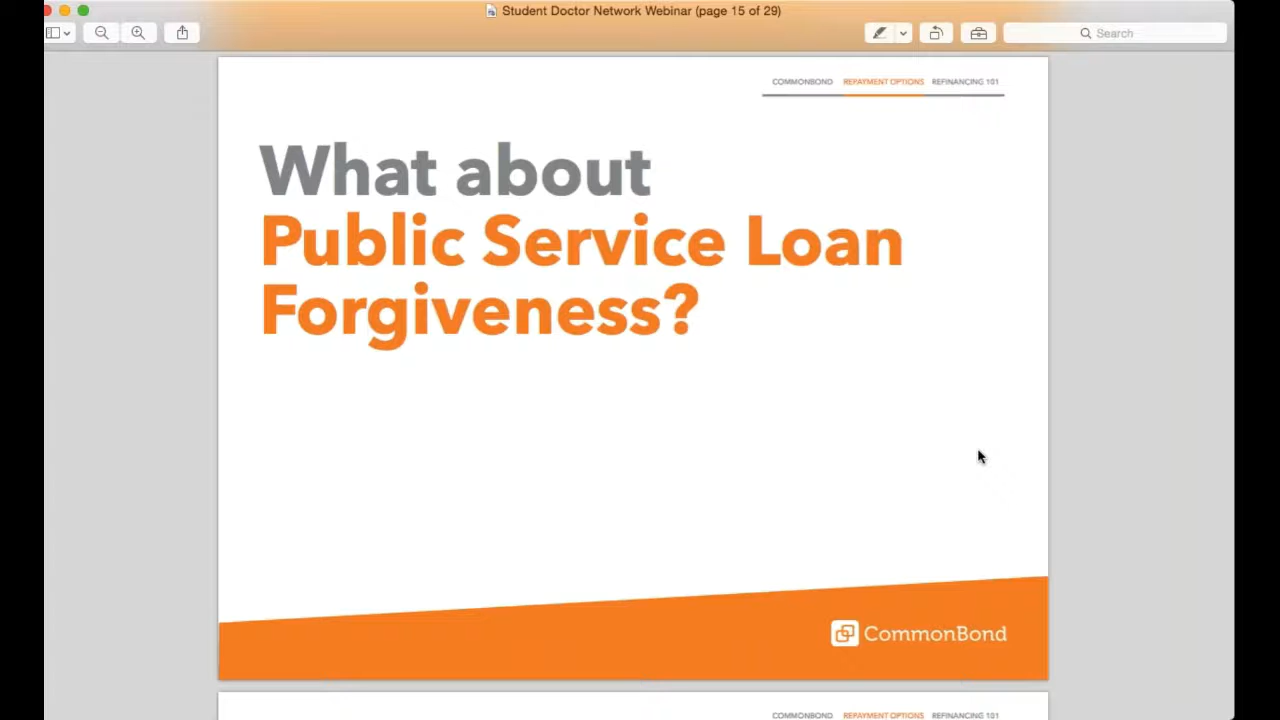 Student Doctor Network Webinar (page 15 of 29)
Search
COMMONBOND REPAYMENT OPTIONS REFINANCING 101
What about
Public Service Loan
Forgiveness?
CommonBond
COMMONBOND REPAYMENT OPTIONS REFINANCING 101